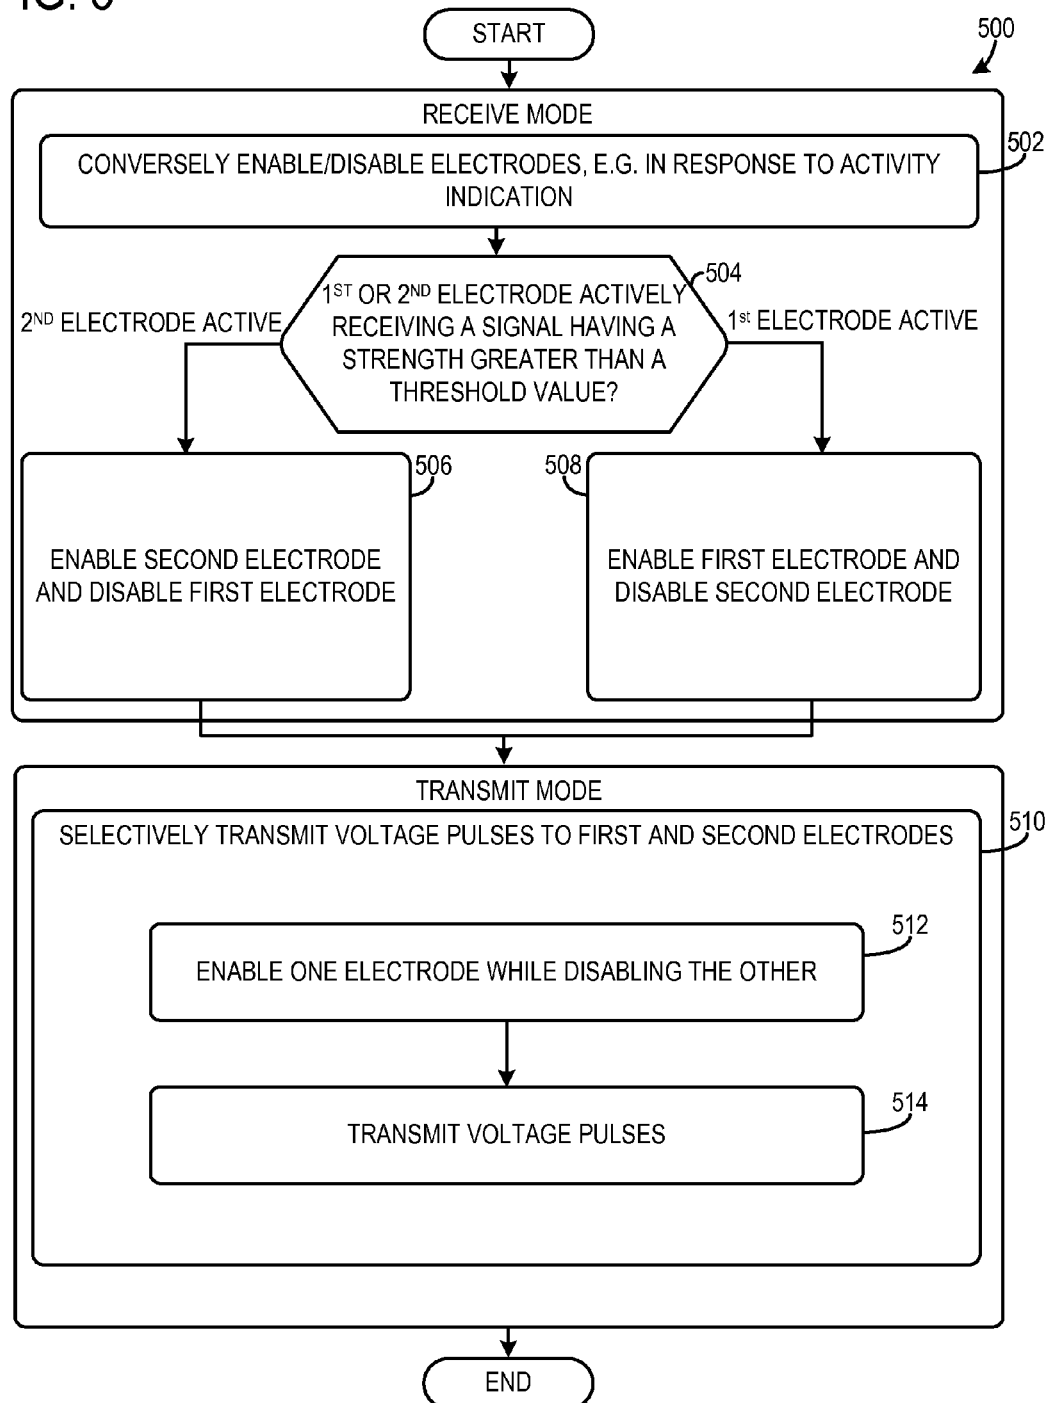 START
500
RECEIVE MODE
CONVERSELY ENABLE/DISABLE ELECTRODES, E.G. IN RESPONSE TO ACTIVITY
INDICATION
502
504
1ST OR 2ND ELECTRODE ACTIVELY
RECEIVING A SIGNAL HAVING A
STRENGTH GREATER THAN A
THRESHOLD VALUE?
2ND ELECTRODE ACTIVE
1st ELECTRODE ACTIVE
506
ENABLE SECOND ELECTRODE
AND DISABLE FIRST ELECTRODE
508
ENABLE FIRST ELECTRODE AND
DISABLE SECOND ELECTRODE
TRANSMIT MODE
SELECTIVELY TRANSMIT VOLTAGE PULSES TO FIRST AND SECOND ELECTRODES
510
512
ENABLE ONE ELECTRODE WHILE DISABLING THE OTHER
514
TRANSMIT VOLTAGE PULSES
END